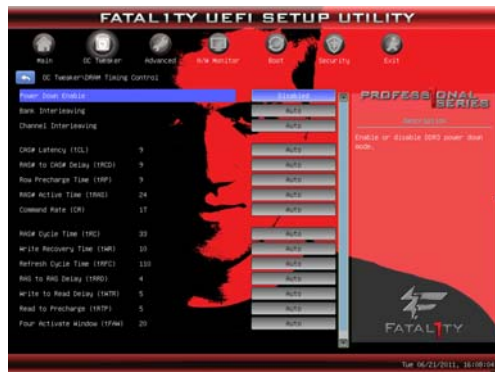 FATAL1TY UEFI SETUP UTILITY
Main
OC Tweaker
Advanced
H/W Monitor
Boot
Security
Exit
OC Tweaker\DRAM Timing Control
Power Down Enable Disabled
Bank Interleaving Auto
Channel Interleaving Auto
CAS# Latency (tCL) 9 Auto
RAS# to CAS# Delay (tRCD) 9 Auto
Row Precharge Time (tRP) 9 Auto
RAS# Active Time (tRAS) 24 Auto
Command Rate (CR) 1T Auto
RAS# Cycle Time (tRC) 33 Auto
Write Recovery Time (tWR) 10 Auto
Refresh Cycle Time (tRFC) 110 Auto
RAS to RAS Delay (tRRD) 4 Auto
Write to Read Delay (tWTR) 5 Auto
Read to Precharge (tRTP) 5 Auto
Four Activate Window (tFAW) 20 Auto
PROFESSIONAL
SERIES
Description
Enable or disable DDR3 power down
mode.
FATAL1TY
Tue 06/21/2011, 16:08:04